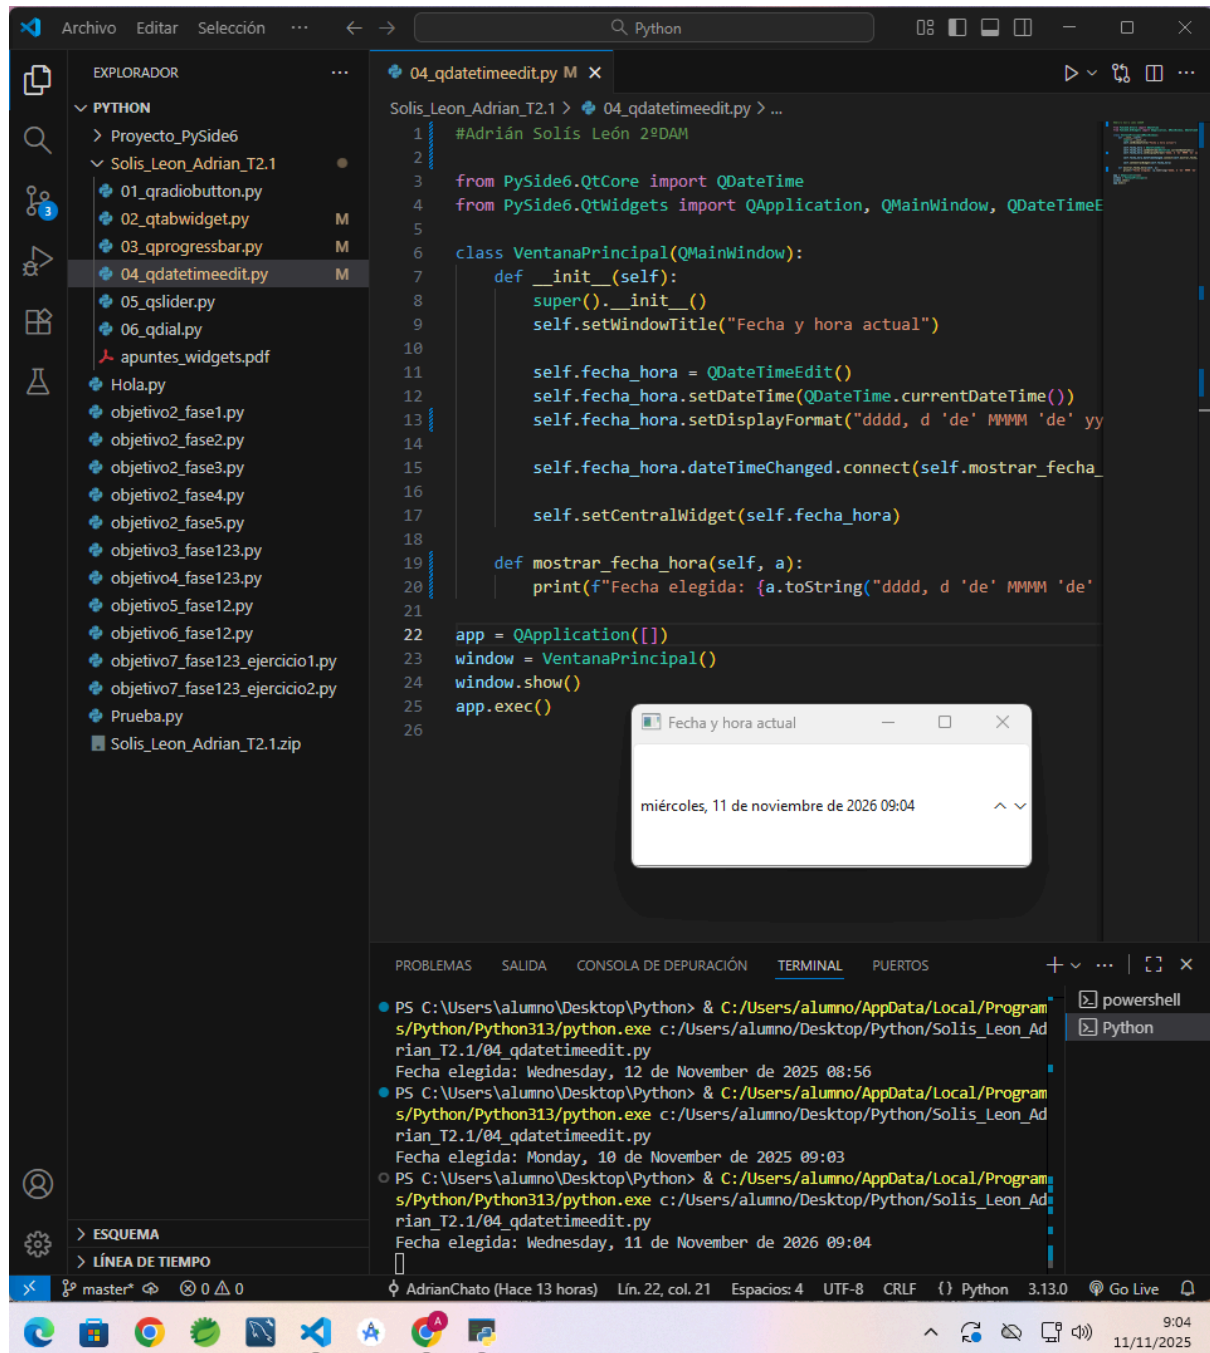 Archivo Editar Selección ··· Python
EXPLORADOR ···
PYTHON
Proyecto_PySide6
Solis_Leon_Adrian_T2.1
01_qradiobutton.py
02_qtabwidget.py M
03_qprogressbar.py M
04_qdatetimeedit.py M
05_qslider.py
06_qdial.py
apuntes_widgets.pdf
Hola.py
objetivo2_fase1.py
objetivo2_fase2.py
objetivo2_fase3.py
objetivo2_fase4.py
objetivo2_fase5.py
objetivo3_fase123.py
objetivo4_fase123.py
objetivo5_fase12.py
objetivo6_fase12.py
objetivo7_fase123_ejercicio1.py
objetivo7_fase123_ejercicio2.py
Prueba.py
Solis_Leon_Adrian_T2.1.zip
ESQUEMA
LÍNEA DE TIEMPO
04_qdatetimeedit.py M
Solis_Leon_Adrian_T2.1 > 04_qdatetimeedit.py > ...
1 #Adrián Solís León 2ºDAM
2
3 from PySide6.QtCore import QDateTime
4 from PySide6.QtWidgets import QApplication, QMainWindow, QDateTimeE
5
6 class VentanaPrincipal(QMainWindow):
7 def __init__(self):
8 super().__init__()
9 self.setWindowTitle("Fecha y hora actual")
10
11 self.fecha_hora = QDateTimeEdit()
12 self.fecha_hora.setDateTime(QDateTime.currentDateTime())
13 self.fecha_hora.setDisplayFormat("dddd, d 'de' MMMM 'de' yy
14
15 self.fecha_hora.dateTimeChanged.connect(self.mostrar_fecha_
16
17 self.setCentralWidget(self.fecha_hora)
18
19 def mostrar_fecha_hora(self, a):
20 print(f"Fecha elegida: {a.toString("dddd, d 'de' MMMM 'de'
21
22 app = QApplication([])
23 window = VentanaPrincipal()
24 window.show()
25 app.exec()
26
Fecha y hora actual
miércoles, 11 de noviembre de 2026 09:04
PROBLEMAS SALIDA CONSOLA DE DEPURACIÓN TERMINAL PUERTOS
powershell
Python
PS C:\Users\alumno\Desktop\Python> & C:/Users/alumno/AppData/Local/Program
s/Python/Python313/python.exe c:/Users/alumno/Desktop/Python/Solis_Leon_Ad
rian_T2.1/04_qdatetimeedit.py
Fecha elegida: Wednesday, 12 de November de 2025 08:56
PS C:\Users\alumno\Desktop\Python> & C:/Users/alumno/AppData/Local/Program
s/Python/Python313/python.exe c:/Users/alumno/Desktop/Python/Solis_Leon_Ad
rian_T2.1/04_qdatetimeedit.py
Fecha elegida: Monday, 10 de November de 2025 09:03
PS C:\Users\alumno\Desktop\Python> & C:/Users/alumno/AppData/Local/Program
s/Python/Python313/python.exe c:/Users/alumno/Desktop/Python/Solis_Leon_Ad
rian_T2.1/04_qdatetimeedit.py
Fecha elegida: Wednesday, 11 de November de 2026 09:04
master* 0 0 AdrianChato (Hace 13 horas) Lín. 22, col. 21 Espacios: 4 UTF-8 CRLF {} Python 3.13.0 Go Live
9:04
11/11/2025